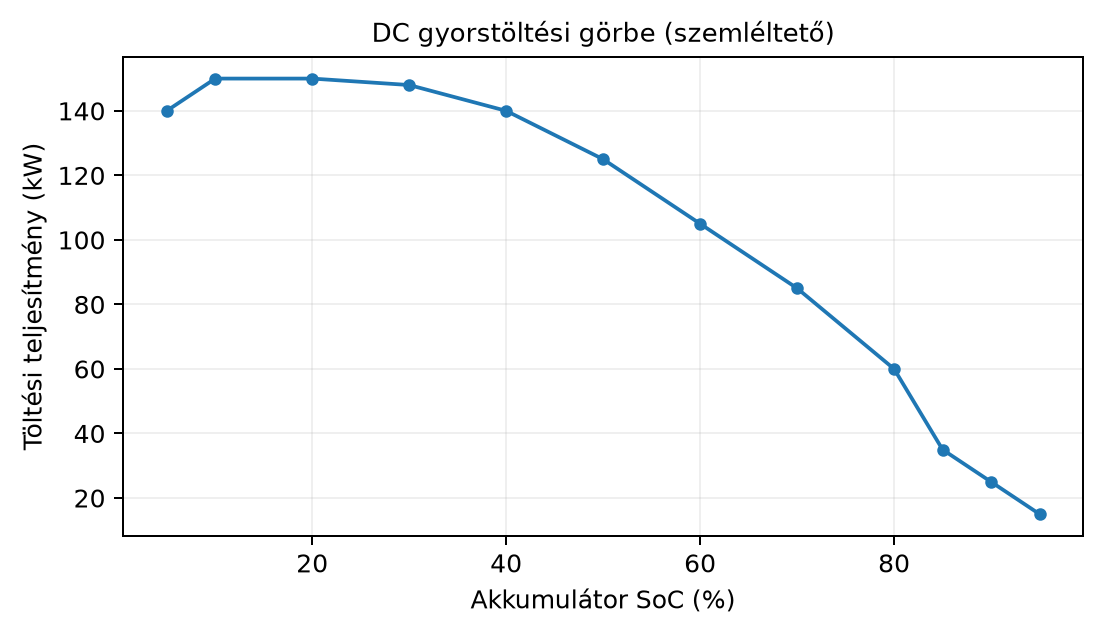 DC gyorstöltési görbe (szemléltető)
Töltési teljesítmény (kW)
140
120
100
80
60
40
20
20 40 60 80
Akkumulátor SoC (%)